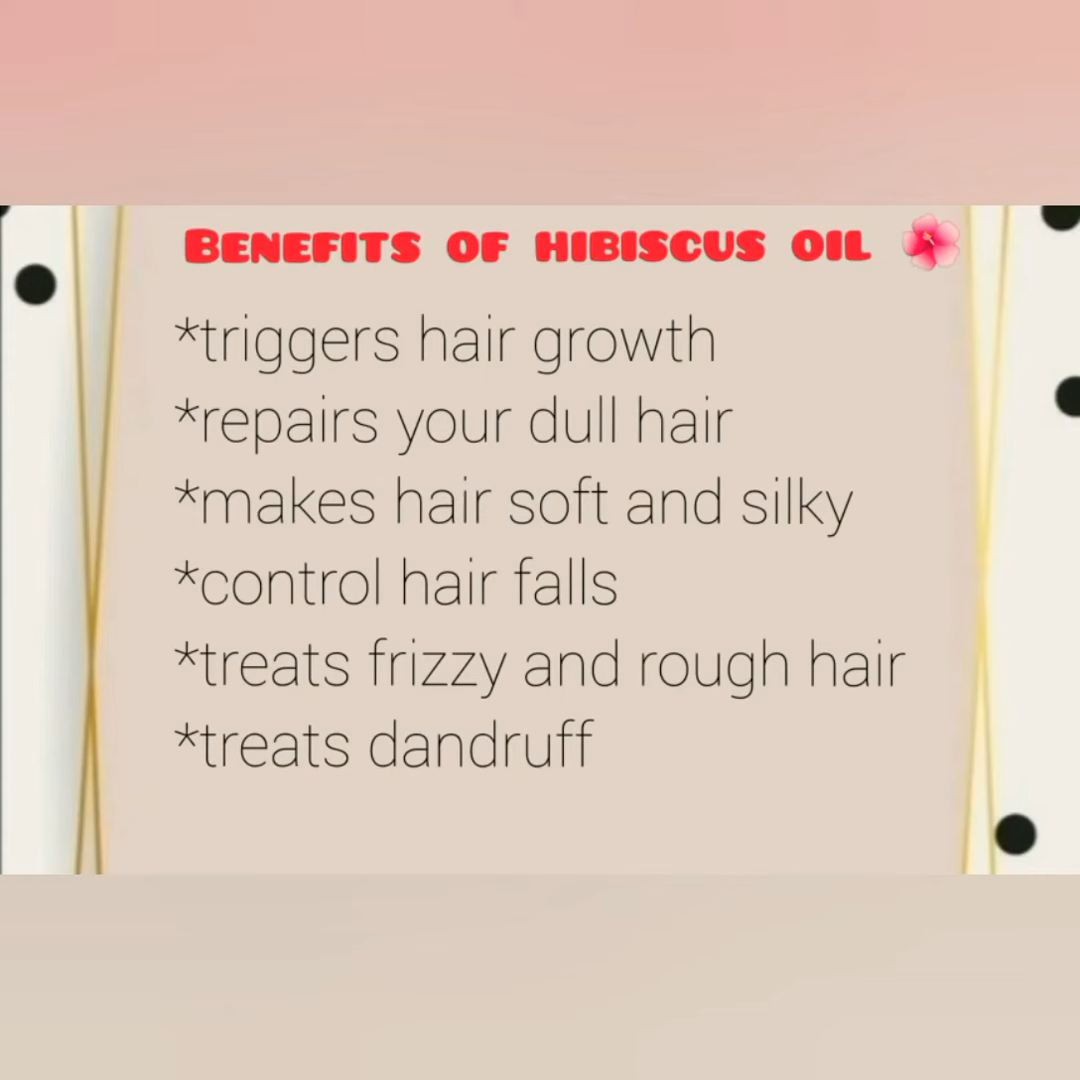 Benefits of hibiscus oil 🌺
*triggers hair growth
*repairs your dull hair
*makes hair soft and silky
*control hair falls
*treats frizzy and rough hair
*treats dandruff